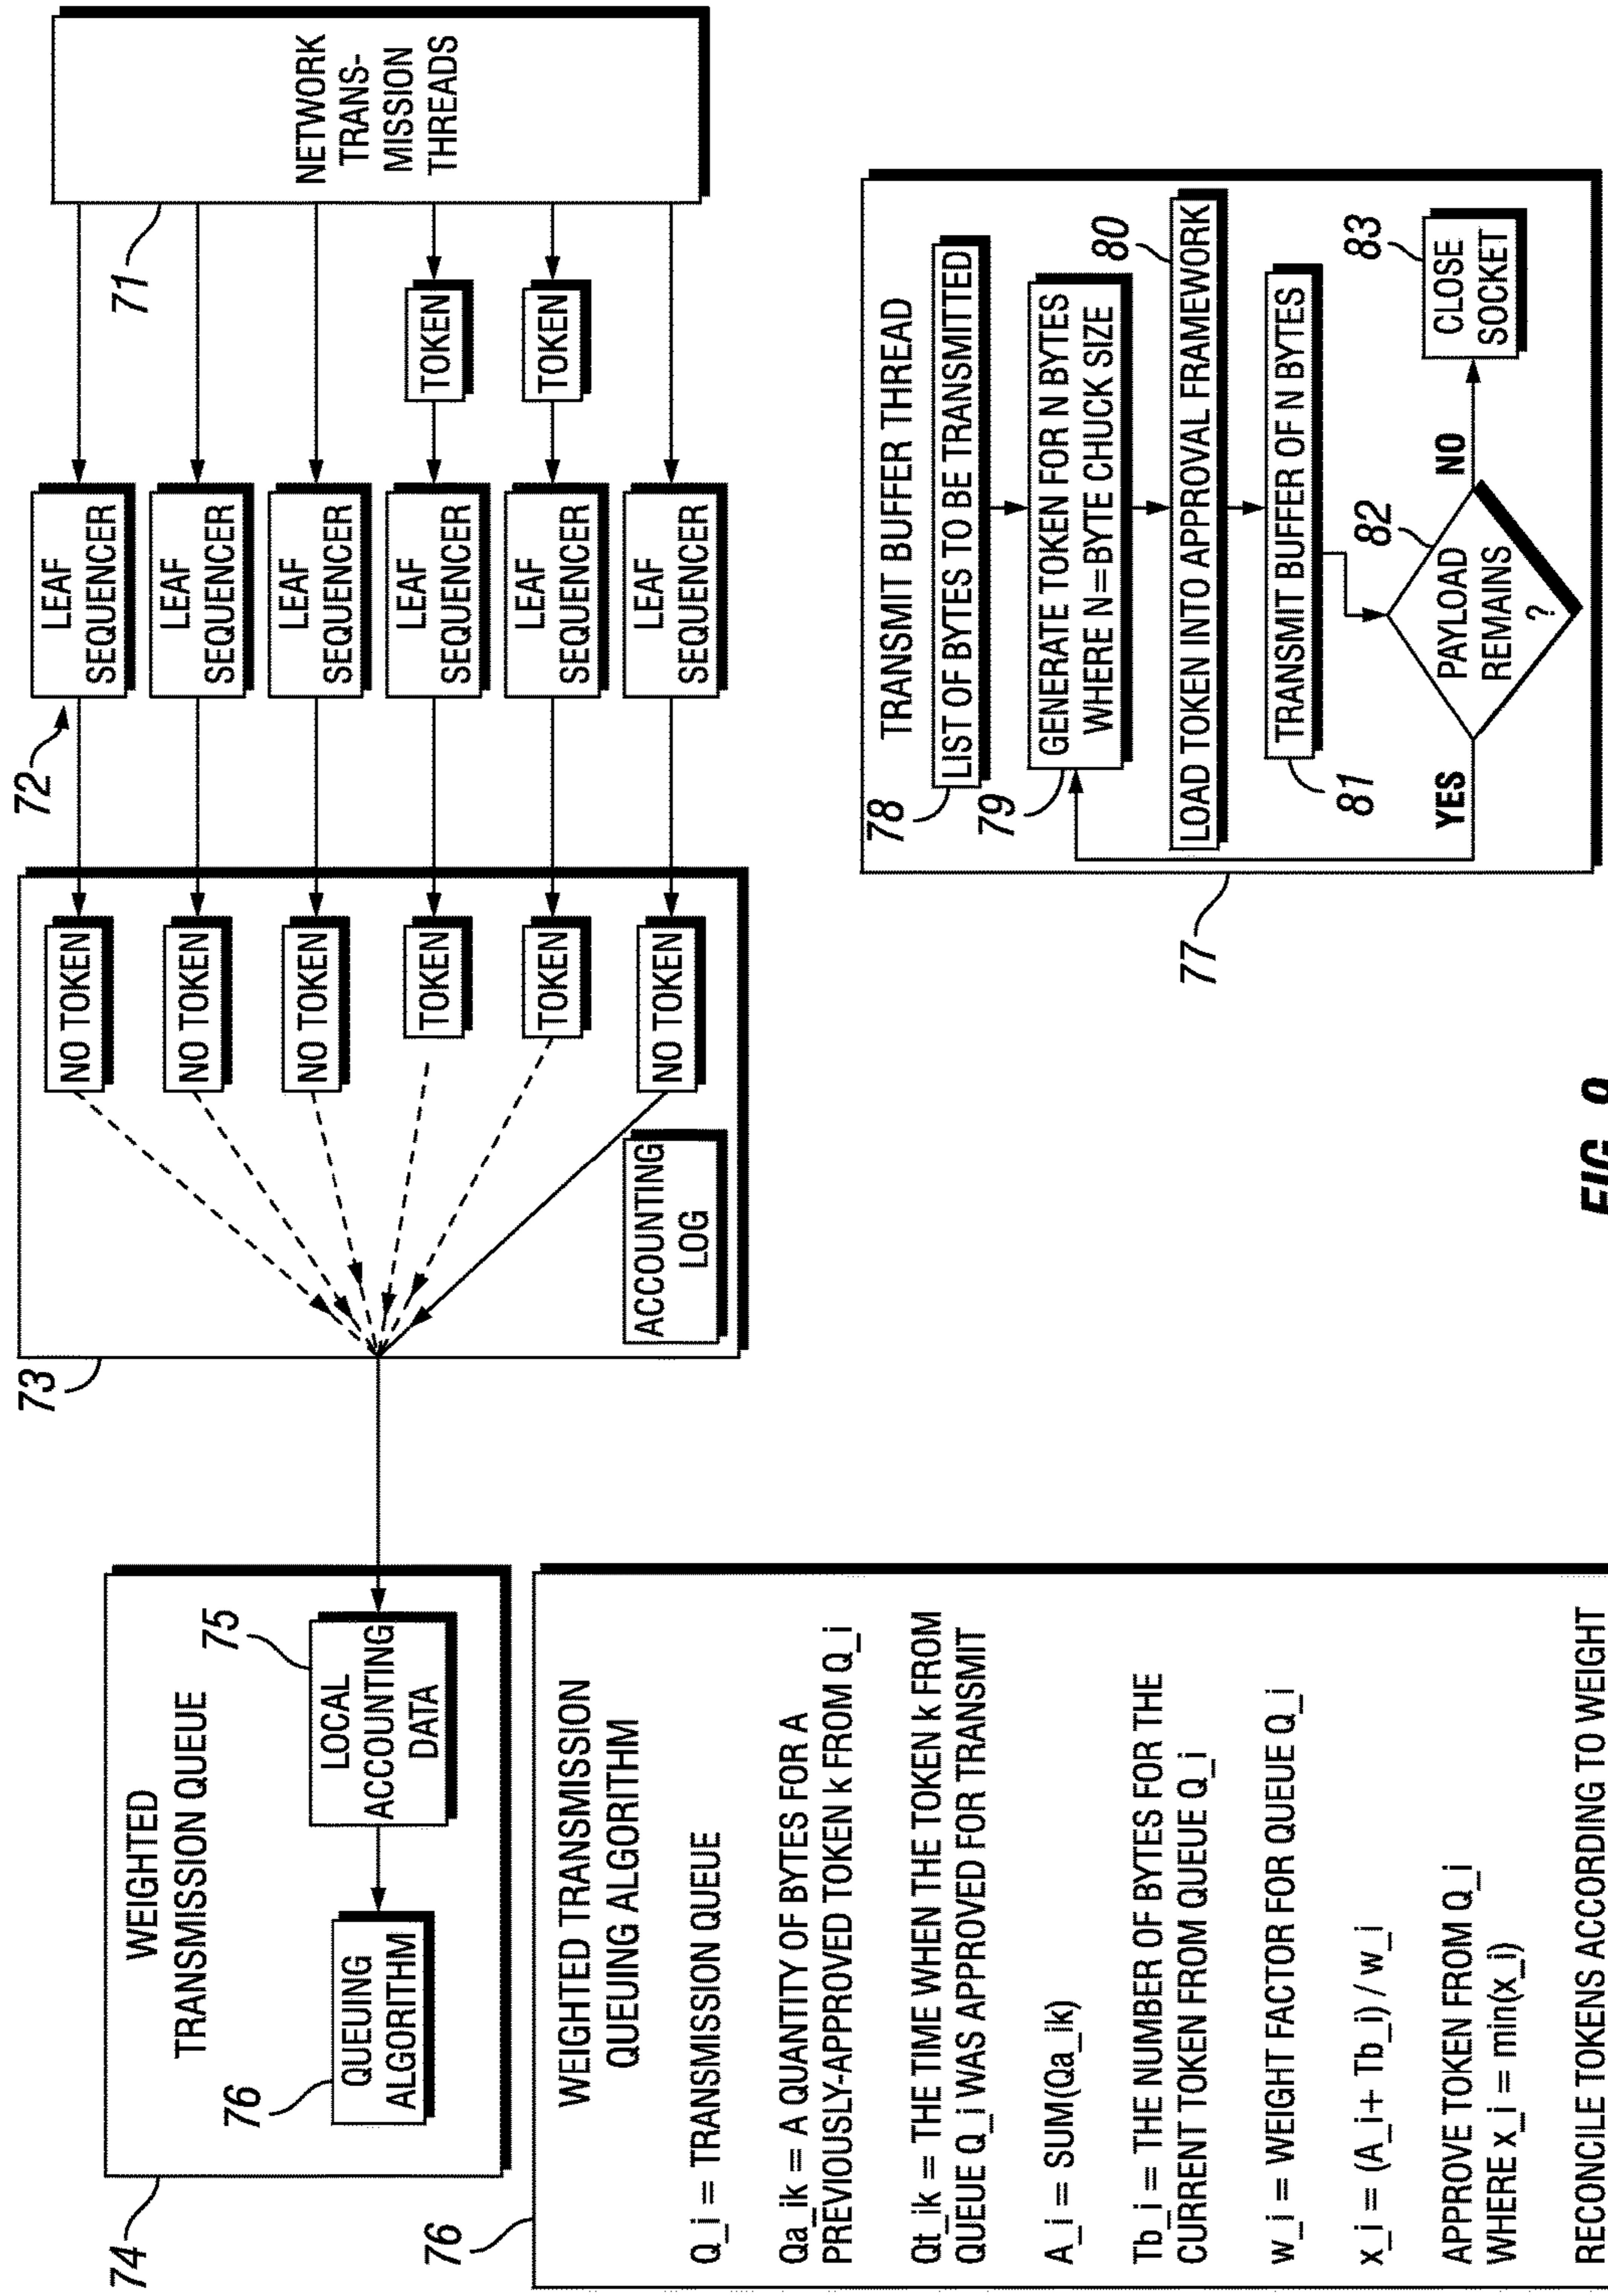 74
WEIGHTED
TRANSMISSION QUEUE
76
QUEUING
ALGORITHM
75
LOCAL
ACCOUNTING
DATA
73
NO TOKEN
NO TOKEN
NO TOKEN
TOKEN
TOKEN
NO TOKEN
ACCOUNTING
LOG
72
LEAF
SEQUENCER
LEAF
SEQUENCER
LEAF
SEQUENCER
LEAF
SEQUENCER
LEAF
SEQUENCER
LEAF
SEQUENCER
TOKEN
TOKEN
71
NETWORK
TRANS-
MISSION
THREADS
76
WEIGHTED TRANSMISSION
QUEUING ALGORITHM
Q_i = TRANSMISSION QUEUE
Qa_ik = A QUANTITY OF BYTES FOR A
PREVIOUSLY-APPROVED TOKEN k FROM Q_i
Qt_ik = THE TIME WHEN THE TOKEN k FROM
QUEUE Q_i WAS APPROVED FOR TRANSMIT
A_i = SUM(Qa_ik)
Tb_i = THE NUMBER OF BYTES FOR THE
CURRENT TOKEN FROM QUEUE Q_i
w_i = WEIGHT FACTOR FOR QUEUE Q_i
x_i = (A_i+ Tb_i) / w_i
APPROVE TOKEN FROM Q_i
WHERE x_i = min(x_i)
RECONCILE TOKENS ACCORDING TO WEIGHT
77
TRANSMIT BUFFER THREAD
78
LIST OF BYTES TO BE TRANSMITTED
79
GENERATE TOKEN FOR N BYTES
WHERE N=BYTE CHUCK SIZE
80
LOAD TOKEN INTO APPROVAL FRAMEWORK
81
TRANSMIT BUFFER OF N BYTES
82
PAYLOAD
REMAINS
?
YES
NO
83
CLOSE
SOCKET
FIG.